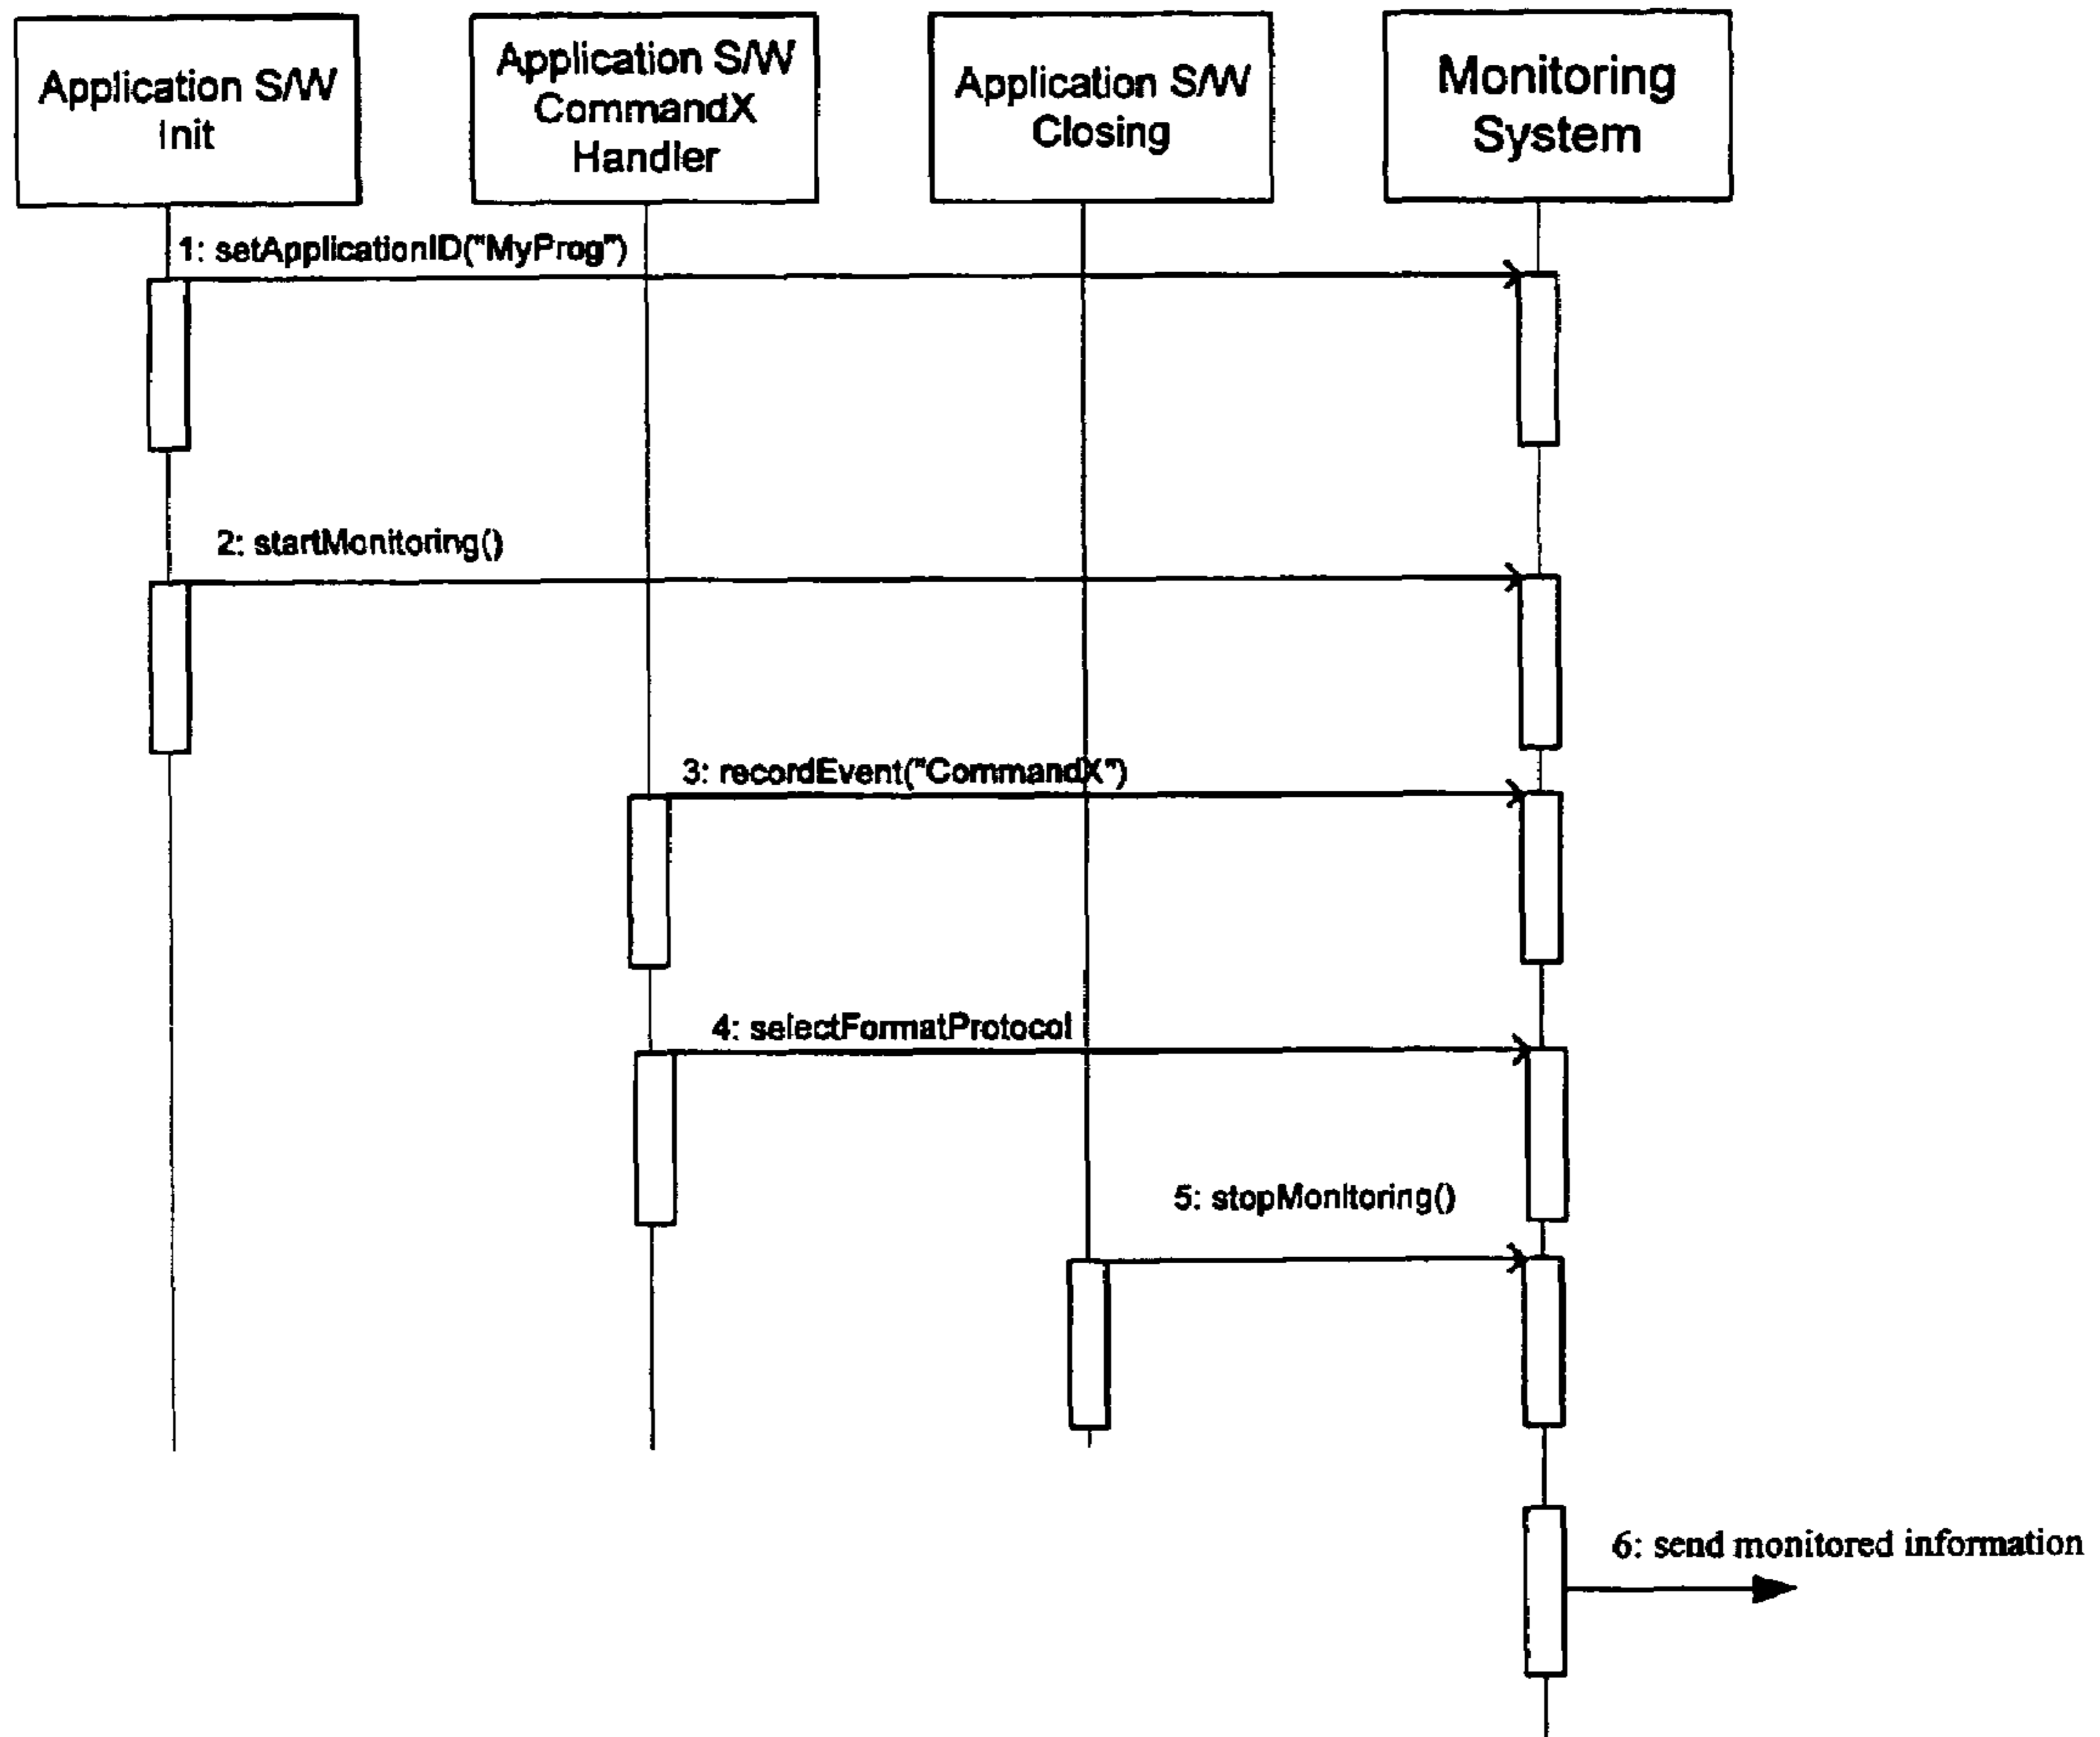 Application S/W
Init
Application S/W
CommandX
Handler
Application S/W
Closing
Monitoring
System
1: setApplicationID("MyProg")
2: startMonitoring()
3: recordEvent("CommandX")
4: selectFormatProtocol
5: stopMonitoring()
6: send monitored information